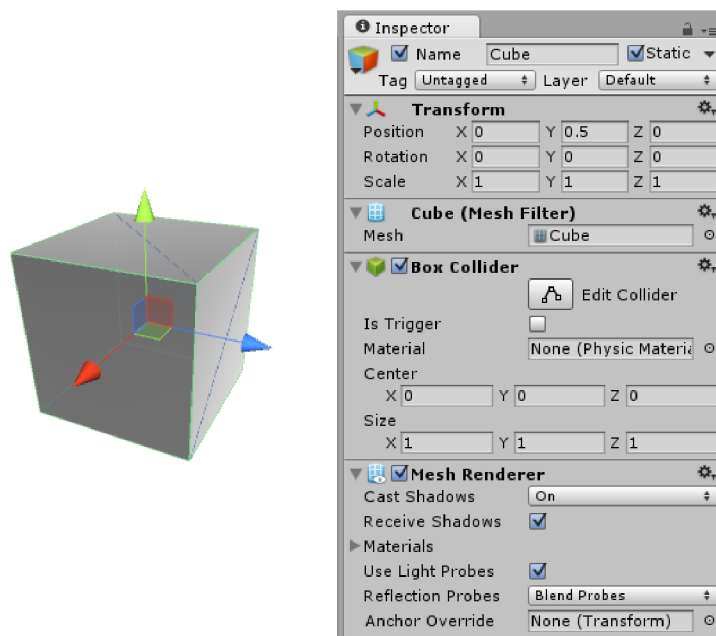 Inspector
Name Cube Static
Tag Untagged Layer Default
Transform
Position X 0 Y 0.5 Z 0
Rotation X 0 Y 0 Z 0
Scale X 1 Y 1 Z 1
Cube (Mesh Filter)
Mesh Cube
Box Collider
Edit Collider
Is Trigger
Material None (Physic Materia
Center
X 0 Y 0 Z 0
Size
X 1 Y 1 Z 1
Mesh Renderer
Cast Shadows On
Receive Shadows
Materials
Use Light Probes
Reflection Probes Blend Probes
Anchor Override None (Transform)